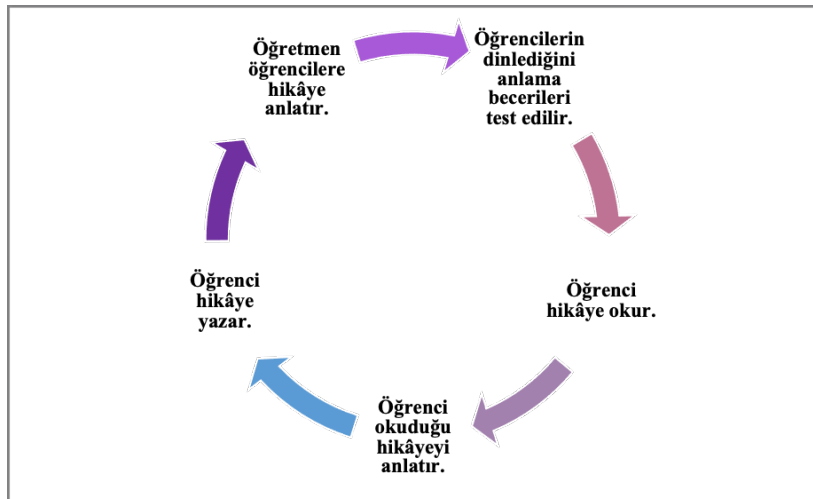 Öğretmen
öğrencilere
hikâye
anlatır.
Öğrencilerin
dinlediğini
anlama
becerileri
test edilir.
Öğrenci
hikâye okur.
Öğrenci
okuduğu
hikâyeyi
anlatır.
Öğrenci
hikâye
yazar.